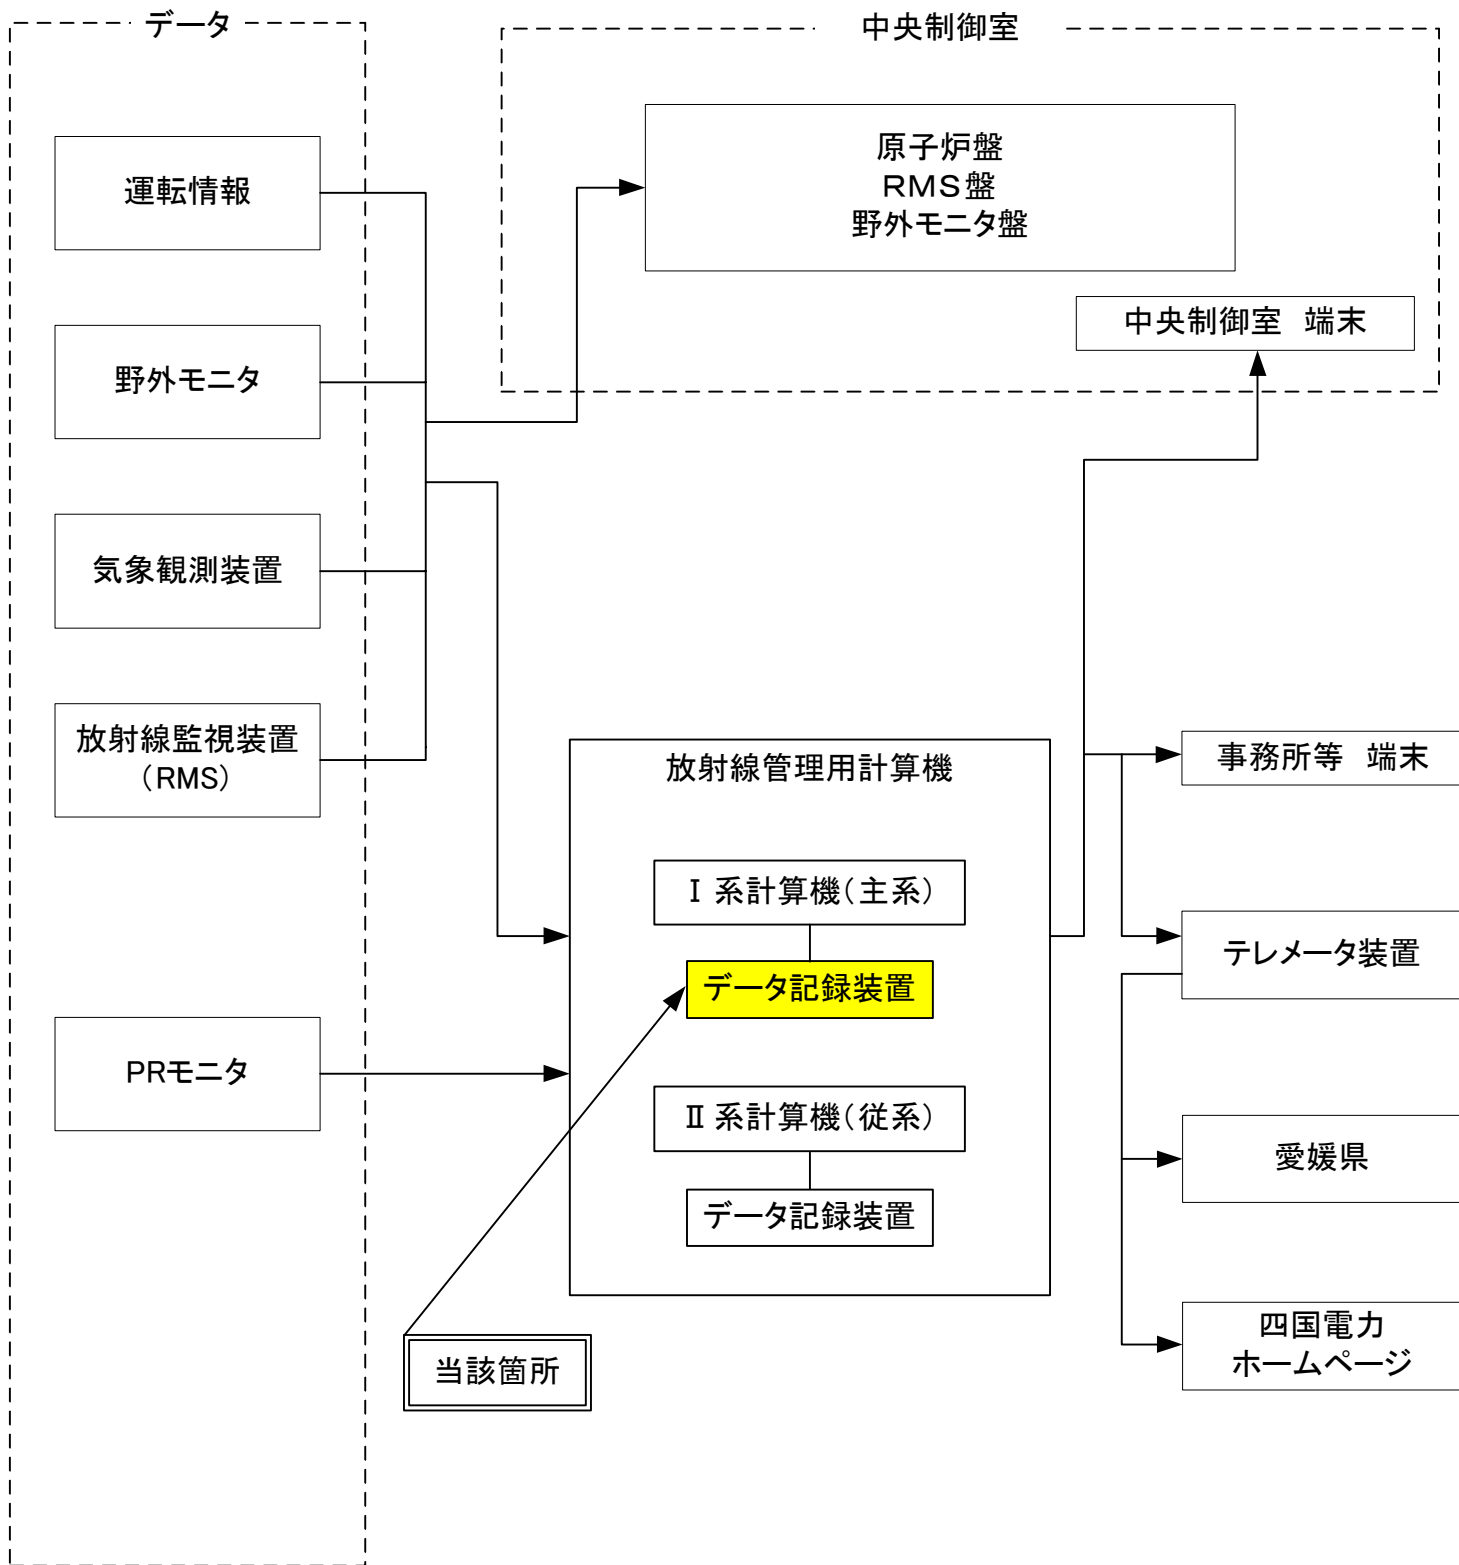 データ
中央制御室
原子炉盤
RMS盤
野外モニタ盤
運転情報
中央制御室 端末
野外モニタ
気象観測装置
放射線監視装置
(RMS)
放射線管理用計算機
事務所等 端末
Ⅰ系計算機(主系)
データ記録装置
テレメータ装置
PRモニタ
Ⅱ系計算機(従系)
データ記録装置
愛媛県
四国電力
ホームページ
当該箇所